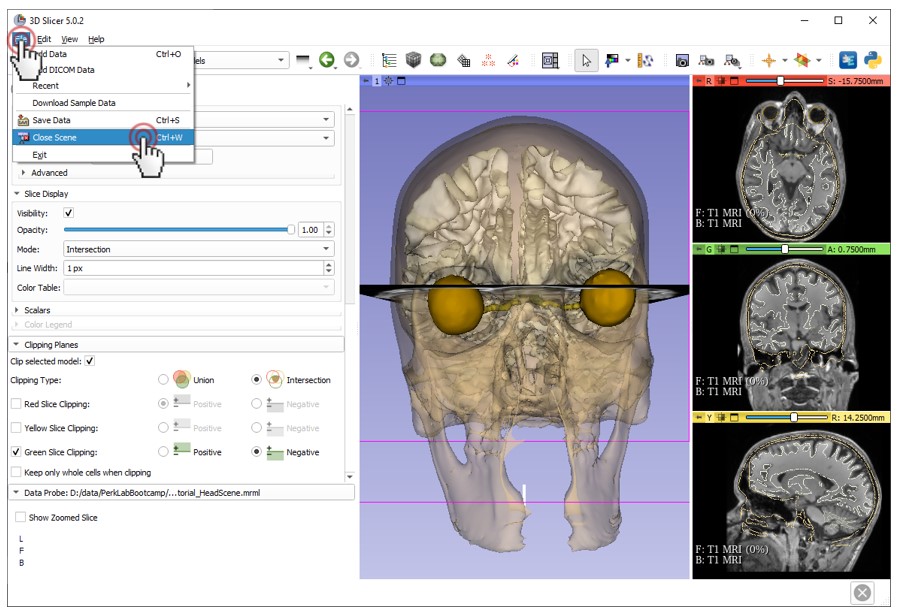 3D Slicer 5.0.2
Edit View Help
dd Data Ctrl+O
d DICOM Data
Recent
Download Sample Data
Save Data Ctrl+S
Close Scene Ctrl+W
Exit
els
Advanced
Slice Display
Visibility:
Opacity: 1.00
Mode: Intersection
Line Width: 1 px
Color Table:
Scalars
Color Legend
Clipping Planes
Clip selected model:
Clipping Type: Union Intersection
Red Slice Clipping: Positive Negative
Yellow Slice Clipping: Positive Negative
Green Slice Clipping: Positive Negative
Keep only whole cells when clipping
Data Probe: D:/data/PerkLabBootcamp/...torial_HeadScene.mrml
Show Zoomed Slice
L
F
B
1
I
R S: -15.7500mm
F: T1 MRI (0%)
B: T1 MRI
G A: 0.7500mm
F: T1 MRI (0%)
B: T1 MRI
Y R: 14.2500mm
F: T1 MRI (0%)
B: T1 MRI